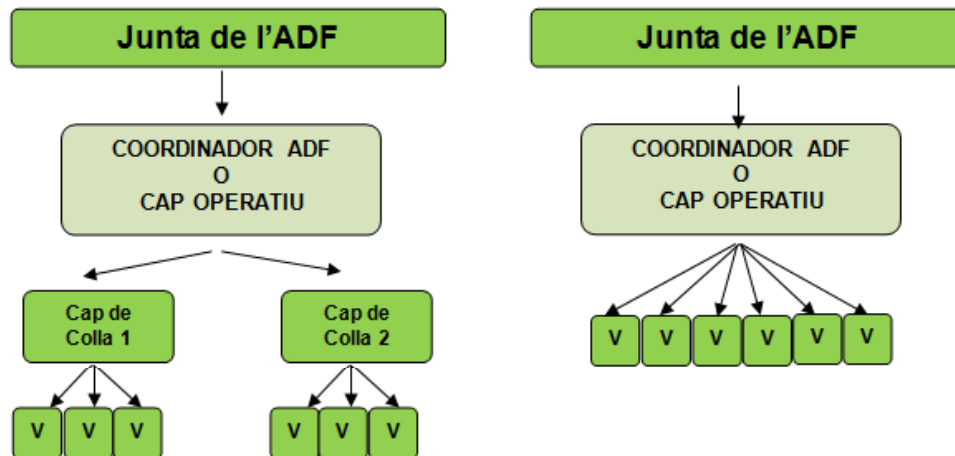 Junta de l'ADF
COORDINADOR ADF
O
CAP OPERATIU
Cap de
Colla 1
Cap de
Colla 2
V V V
V V V
Junta de l'ADF
COORDINADOR ADF
O
CAP OPERATIU
V V V V V V